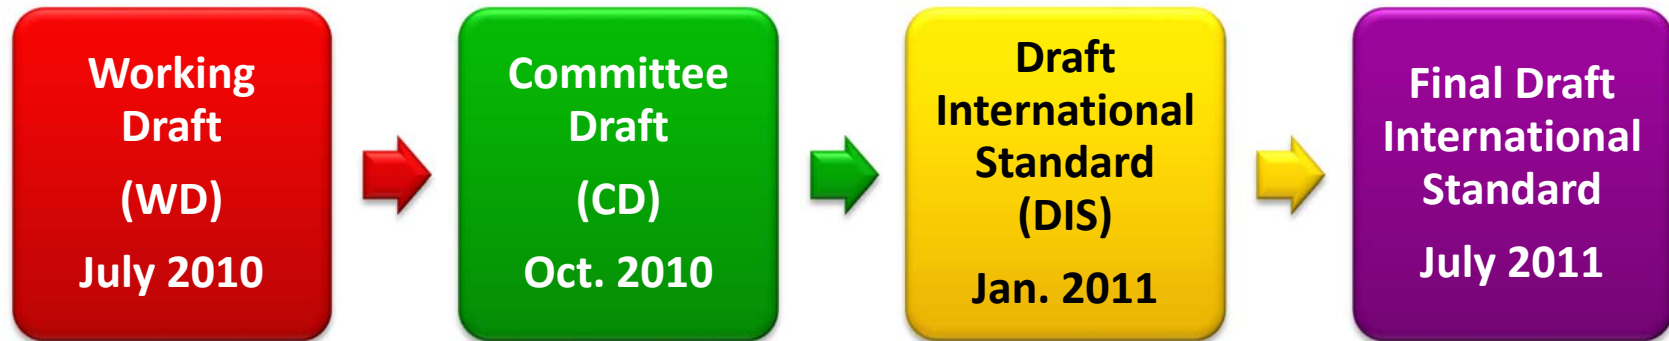 Working
Draft
(WD)
July 2010
Committee
Draft
(CD)
Oct. 2010
Draft
International
Standard
(DIS)
Jan. 2011
Final Draft
International
Standard
July 2011